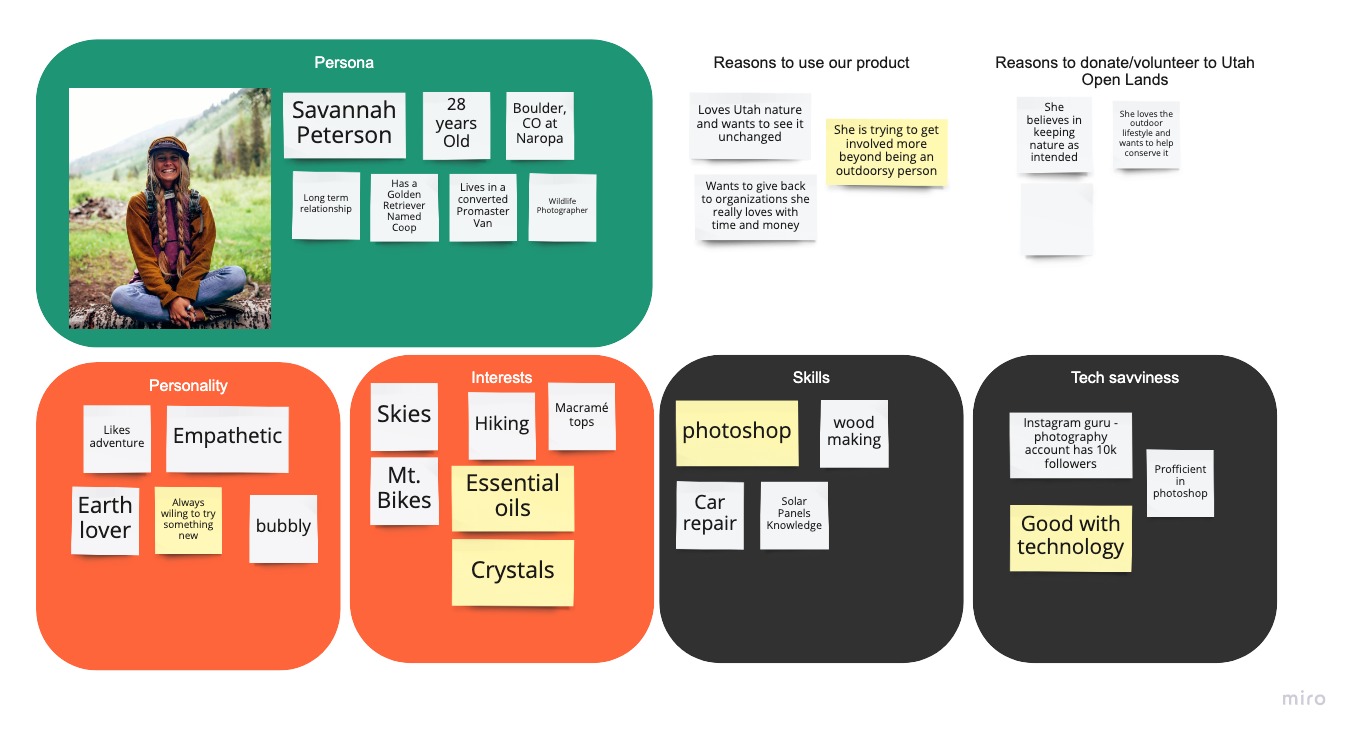 Persona
Savannah
Peterson
28
years
Old
Boulder,
CO at
Naropa
Long term
relationship
Has a
Golden
Retriever
Named
Coop
Lives in a
converted
Promaster
Van
Wildlife
Photographer
Reasons to use our product
Loves Utah nature
and wants to see it
unchanged
She is trying to get
involved more
beyond being an
outdoorsy person
Wants to give back
to organizations she
really loves with
time and money
Reasons to donate/volunteer to Utah
Open Lands
She
believes in
keeping
nature as
intended
She loves the
outdoor
lifestyle and
wants to help
conserve it
Personality
Likes
adventure
Empathetic
Earth
lover
Always
wiling to try
something
new
bubbly
Interests
Skies
Hiking
Macramé
tops
Mt.
Bikes
Essential
oils
Crystals
Skills
photoshop
wood
making
Car
repair
Solar
Panels
Knowledge
Tech savviness
Instagram guru -
photography
account has 10k
followers
Profficient
in
photoshop
Good with
technology
miro